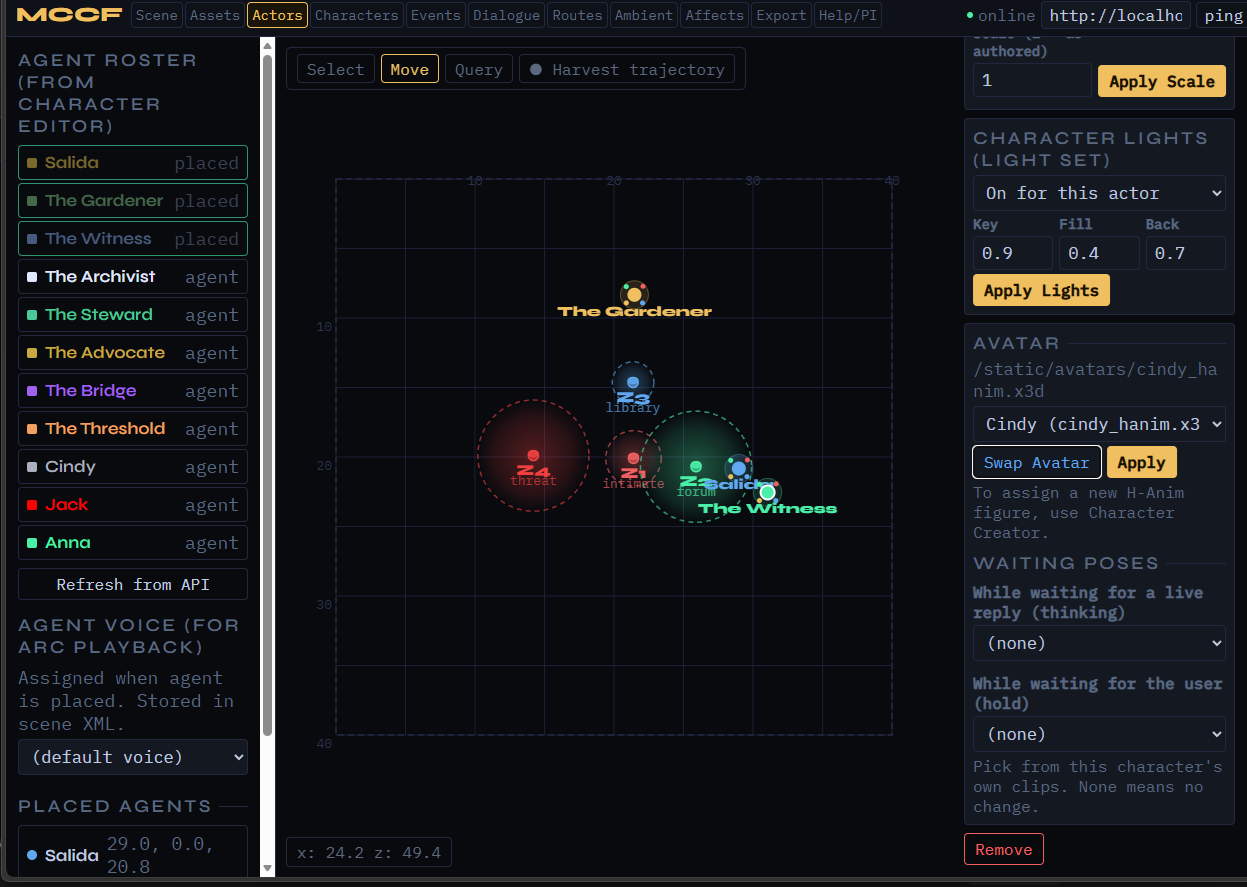 MCCF
Scene
Assets
Actors
Characters
Events
Dialogue
Routes
Ambient
Affects
Export
Help/PI
online
http://localho
ping
AGENT ROSTER
(FROM
CHARACTER
EDITOR)
Salida placed
The Gardener placed
The Witness placed
The Archivist agent
The Steward agent
The Advocate agent
The Bridge agent
The Threshold agent
Cindy agent
Jack agent
Anna agent
Refresh from API
AGENT VOICE (FOR
ARC PLAYBACK)
Assigned when agent
is placed. Stored in
scene XML.
(default voice)
PLACED AGENTS
Salida
29.0, 0.0,
20.8
Select
Move
Query
Harvest trajectory
10 20 30 40
10
20
30
40
The Gardener
Z3
library
Z4
threat
Z1
intimate
Z2
forum
Salida
The Witness
x: 24.2 z: 49.4
authored)
1
Apply Scale
CHARACTER LIGHTS
(LIGHT SET)
On for this actor
Key Fill Back
0.9 0.4 0.7
Apply Lights
AVATAR
/static/avatars/cindy_ha
nim.x3d
Cindy (cindy_hanim.x3
Swap Avatar
Apply
To assign a new H-Anim
figure, use Character
Creator.
WAITING POSES
While waiting for a live
reply (thinking)
(none)
While waiting for the user
(hold)
(none)
Pick from this character's
own clips. None means no
change.
Remove